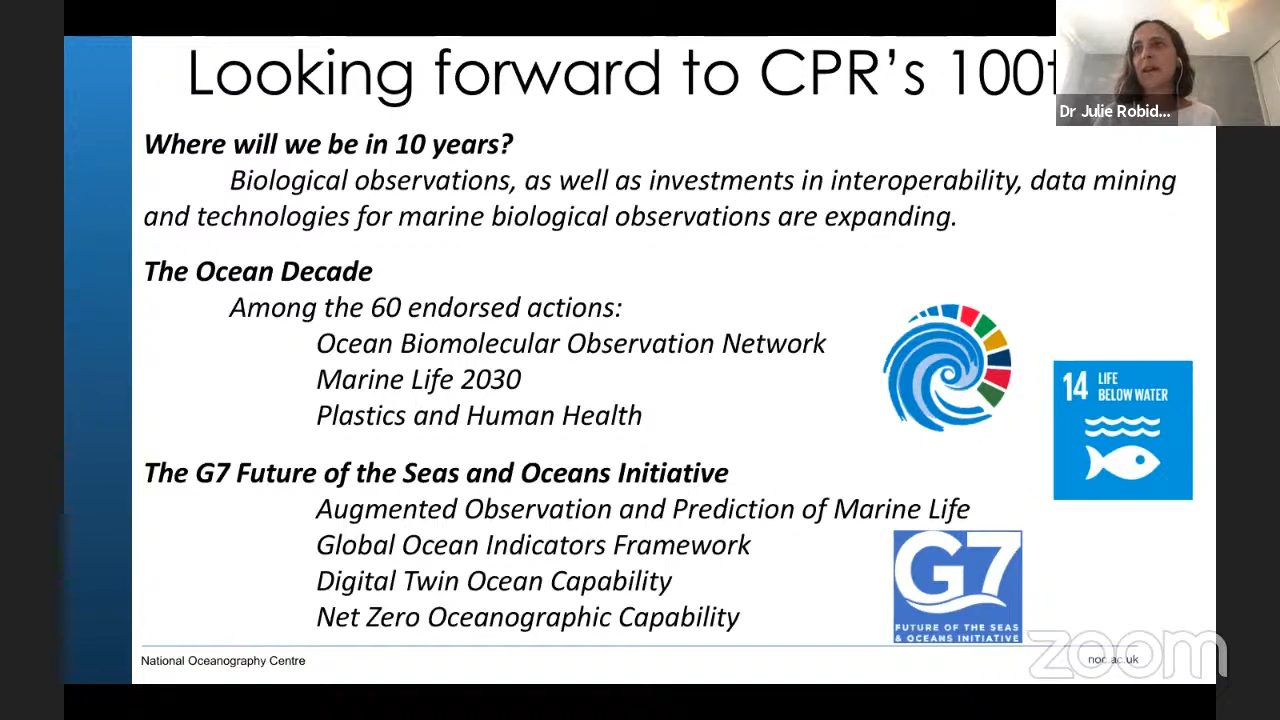 Looking forward to CPR's 100t
Dr Julie Robid...
Where will we be in 10 years?
Biological observations, as well as investments in interoperability, data mining
and technologies for marine biological observations are expanding.
The Ocean Decade
Among the 60 endorsed actions:
Ocean Biomolecular Observation Network
Marine Life 2030
Plastics and Human Health
14 LIFE
BELOW WATER
The G7 Future of the Seas and Oceans Initiative
Augmented Observation and Prediction of Marine Life
Global Ocean Indicators Framework
Digital Twin Ocean Capability
Net Zero Oceanographic Capability
G7
FUTURE OF THE SEAS
& OCEANS INITIATIVE
National Oceanography Centre
noc.ac.uk
zoom